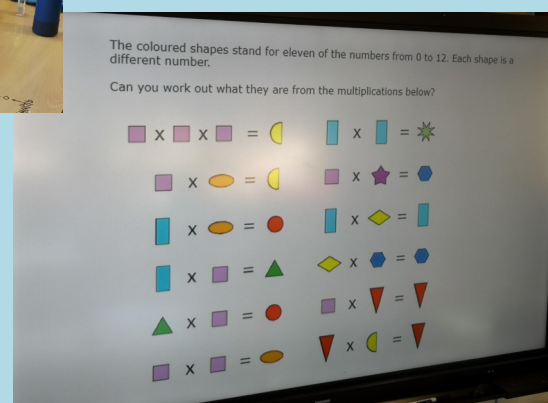 The coloured shapes stand for eleven of the numbers from 0 to 12. Each shape is a
different number.
Can you work out what they are from the multiplications below?
x x =
x =
x =
x =
x =
x =
x =
x =
x =
x =
x =
x =